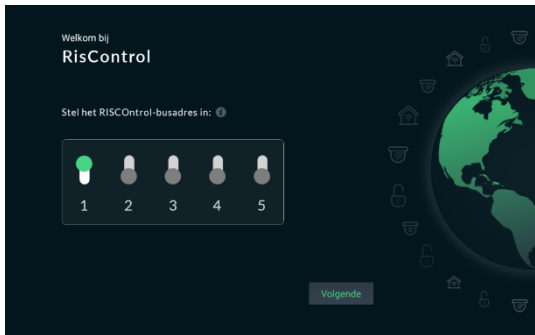 Welkom bij
RisControl
Stel het RISCOntrol-busadres in:
1 2 3 4 5
Volgende